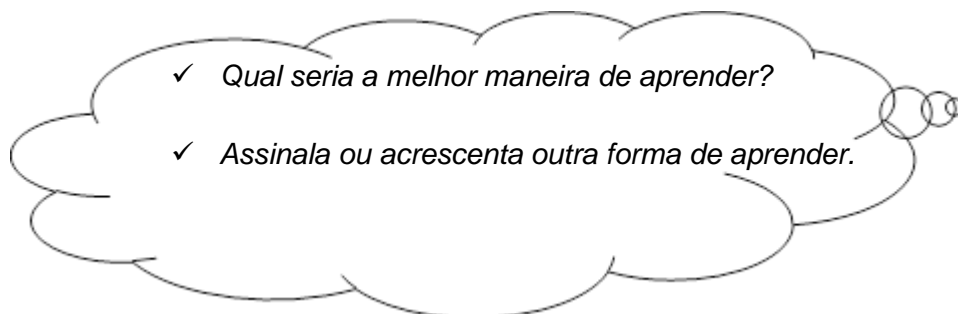 ✓ Qual seria a melhor maneira de aprender?
✓ Assinala ou acrescenta outra forma de aprender.